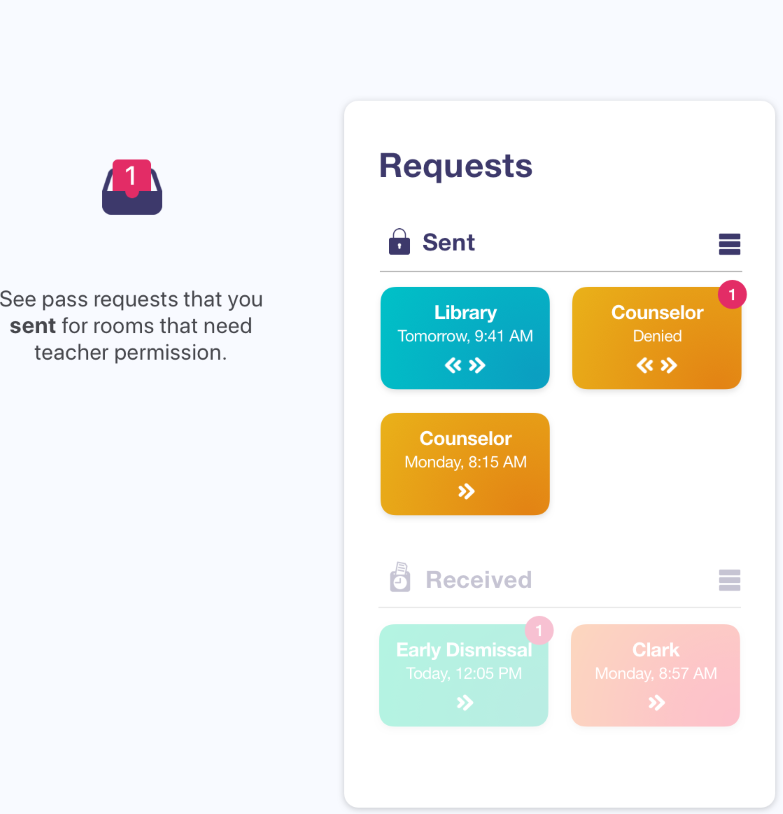 1
See pass requests that you
sent for rooms that need
teacher permission.
Requests
Sent
Library
Tomorrow, 9:41 AM
1
Counselor
Denied
Counselor
Monday, 8:15 AM
Received
1
Early Dismissal
Today, 12:05 PM
Clark
Monday, 8:57 AM